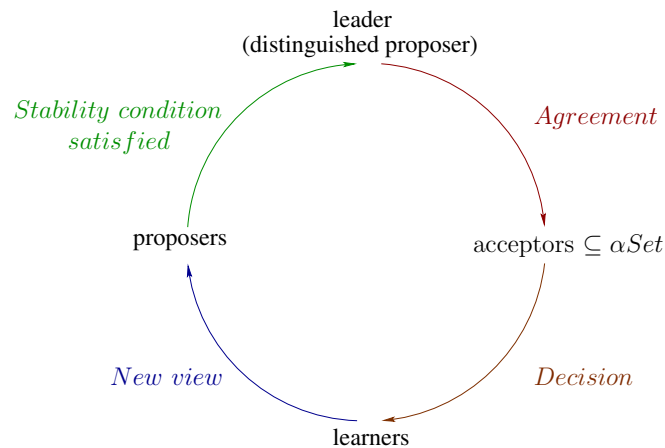 leader
(distinguished proposer)
Stability condition
satisfied
Agreement
proposers
acceptors ⊆ αSet
New view
Decision
learners